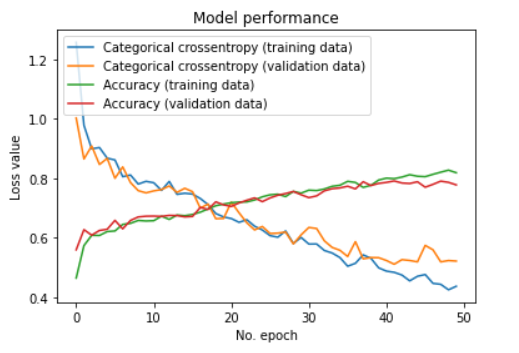 Model performance
Categorical crossentropy (training data)
Categorical crossentropy (validation data)
Accuracy (training data)
Accuracy (validation data)
Loss value
1.2
1.0
0.8
0.6
0.4
0
10
20
30
40
50
No. epoch